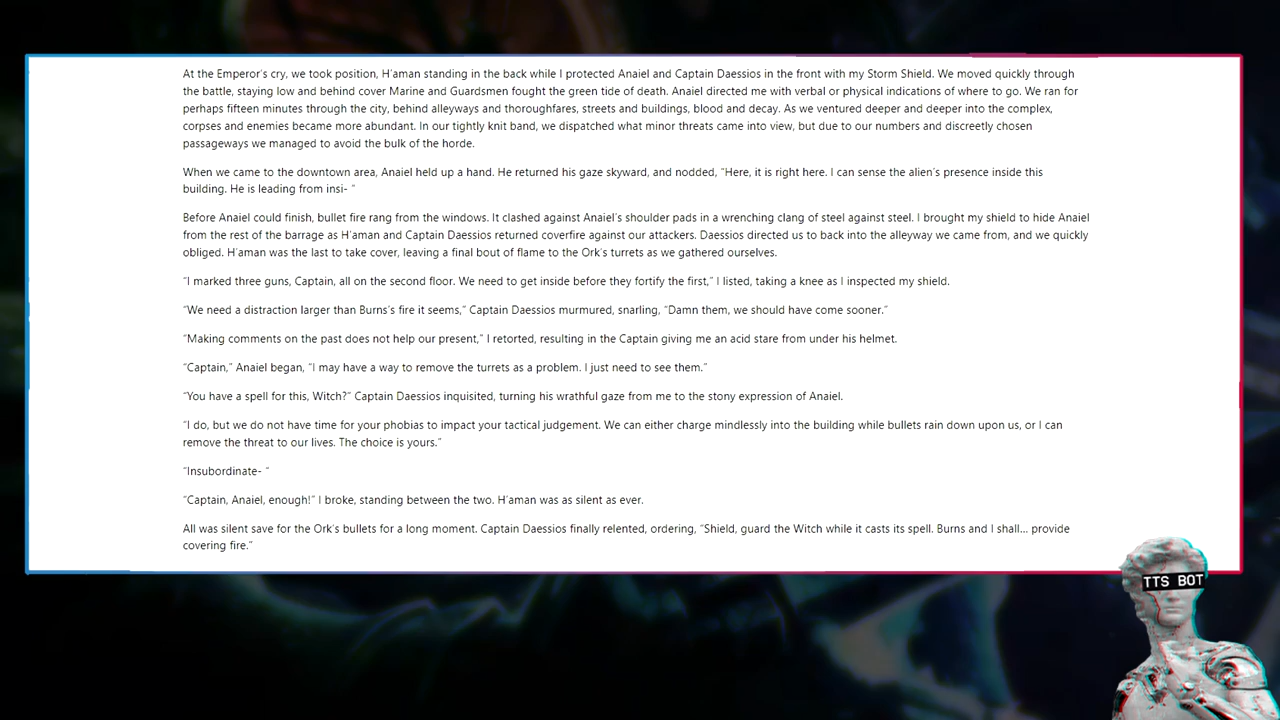 At the Emperor's cry, we took position, H'aman standing in the back while I protected Anaiel and Captain Daessios in the front with my Storm Shield. We moved quickly through
the battle, staying low and behind cover Marine and Guardsmen fought the green tide of death. Anaiel directed me with verbal or physical indications of where to go. We ran for
perhaps fifteen minutes through the city, behind alleyways and thoroughfares, streets and buildings, blood and decay. As we ventured deeper and deeper into the complex,
corpses and enemies became more abundant. In our tightly knit band, we dispatched what minor threats came into view, but due to our numbers and discreetly chosen
passageways we managed to avoid the bulk of the horde.
When we came to the downtown area, Anaiel held up a hand. He returned his gaze skyward, and nodded, "Here, it is right here. I can sense the alien's presence inside this
building. He is leading from insi- "
Before Anaiel could finish, bullet fire rang from the windows. It clashed against Anaiel's shoulder pads in a wrenching clang of steel against steel. I brought my shield to hide Anaiel
from the rest of the barrage as H'aman and Captain Daessios returned coverfire against our attackers. Daessios directed us to back into the alleyway we came from, and we quickly
obliged. H'aman was the last to take cover, leaving a final bout of flame to the Ork's turrets as we gathered ourselves.
"I marked three guns, Captain, all on the second floor. We need to get inside before they fortify the first," I listed, taking a knee as I inspected my shield.
"We need a distraction larger than Burns's fire it seems," Captain Daessios murmured, snarling, "Damn them, we should have come sooner."
"Making comments on the past does not help our present," I retorted, resulting in the Captain giving me an acid stare from under his helmet.
"Captain," Anaiel began, "I may have a way to remove the turrets as a problem. I just need to see them."
"You have a spell for this, Witch?" Captain Daessios inquisited, turning his wrathful gaze from me to the stony expression of Anaiel.
"I do, but we do not have time for your phobias to impact your tactical judgement. We can either charge mindlessly into the building while bullets rain down upon us, or I can
remove the threat to our lives. The choice is yours."
"Insubordinate- "
"Captain, Anaiel, enough!" I broke, standing between the two. H'aman was as silent as ever.
All was silent save for the Ork's bullets for a long moment. Captain Daessios finally relented, ordering, "Shield, guard the Witch while it casts its spell. Burns and I shall... provide
covering fire."
TTS BOT